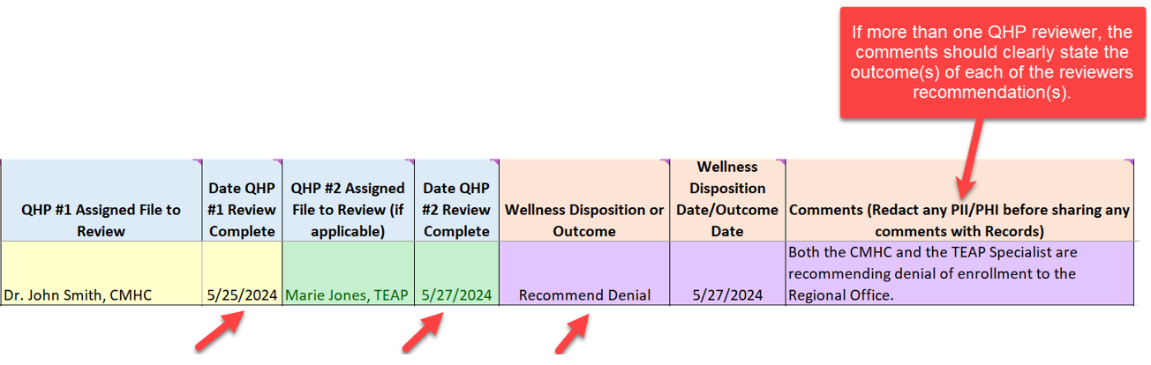 If more than one QHP reviewer, the
comments should clearly state the
outcome(s) of each of the reviewers
recommendation(s).
QHP #1 Assigned File to
Review
Date QHP
#1 Review
Complete
QHP #2 Assigned
File to Review (if
applicable)
Date QHP
#2 Review
Complete
Wellness Disposition or
Outcome
Wellness
Disposition
Date/Outcome
Date
Comments (Redact any PII/PHI before sharing any
comments with Records)
Dr. John Smith, CMHC
5/25/2024
Marie Jones, TEAP
5/27/2024
Recommend Denial
5/27/2024
Both the CMHC and the TEAP Specialist are
recommending denial of enrollment to the
Regional Office.